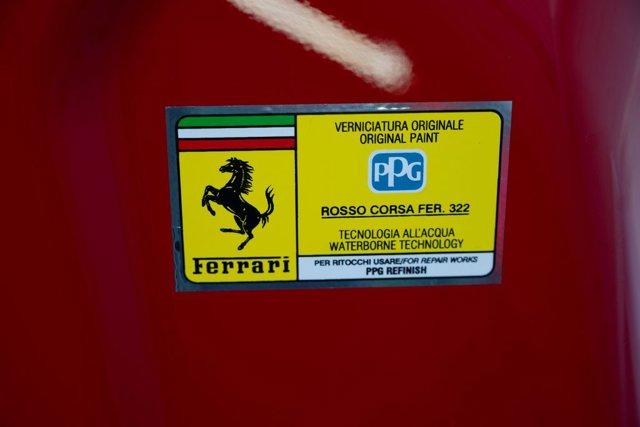 VERNICIATURA ORIGINALE
ORIGINAL PAINT
PPG
ROSSO CORSA FER. 322
TECNOLOGIA ALL'ACQUA
WATERBORNE TECHNOLOGY
Ferrari
PER RITOCCHI USARE/FOR REPAIR WORKS
PPG REFINISH